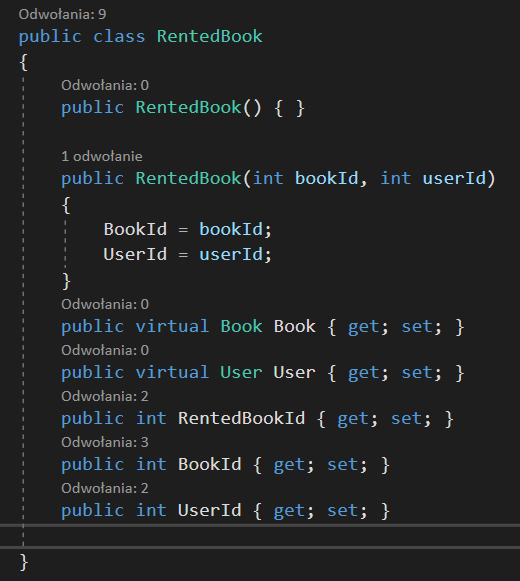 Odwołania: 9
public class RentedBook
{
Odwołania: 0
public RentedBook() { }
1 odwołanie
public RentedBook(int bookId, int userId)
{
BookId = bookId;
UserId = userId;
}
Odwołania: 0
public virtual Book Book { get; set; }
Odwołania: 0
public virtual User User { get; set; }
Odwołania: 2
public int RentedBookId { get; set; }
Odwołania: 3
public int BookId { get; set; }
Odwołania: 2
public int UserId { get; set; }
}